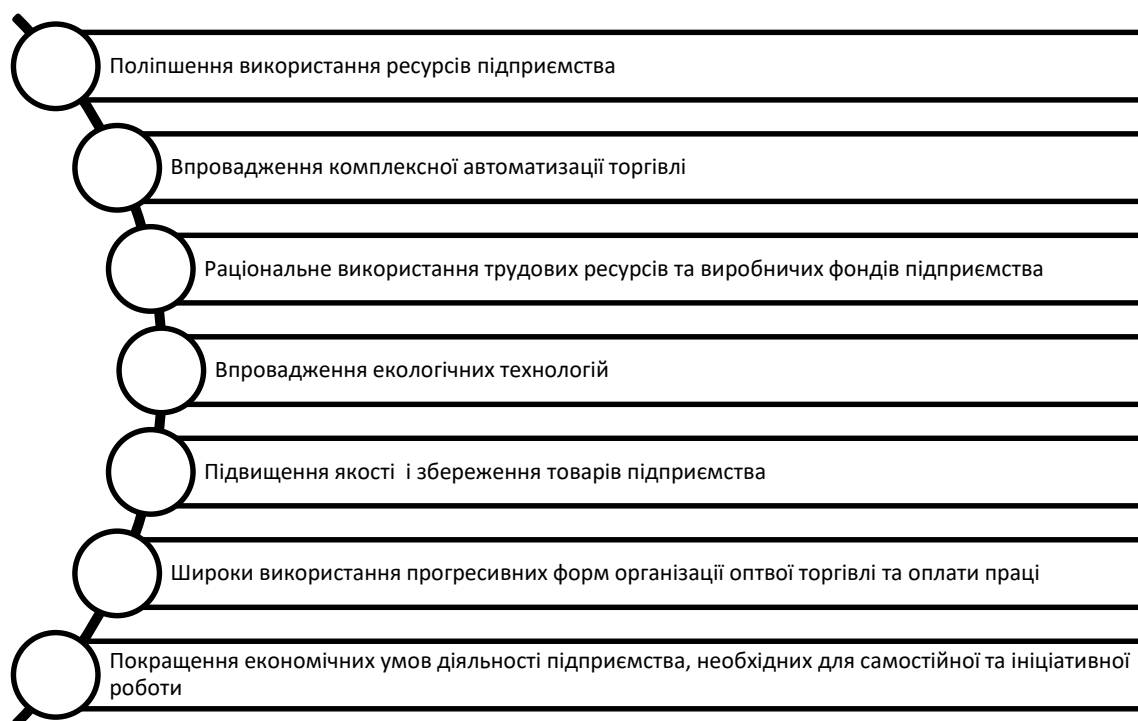 Поліпшення використання ресурсів підприємства
Впровадження комплексної автоматизації торгівлі
Раціональне використання трудових ресурсів та виробничих фондів підприємства
Впровадження екологічних технологій
Підвищення якості  і збереження товарів підприємства
Широки використання прогресивних форм організації оптвої торгівлі та оплати праці
Покращення економічних умов діяльності підприємства, необхідних для самостійної та ініціативної
роботи